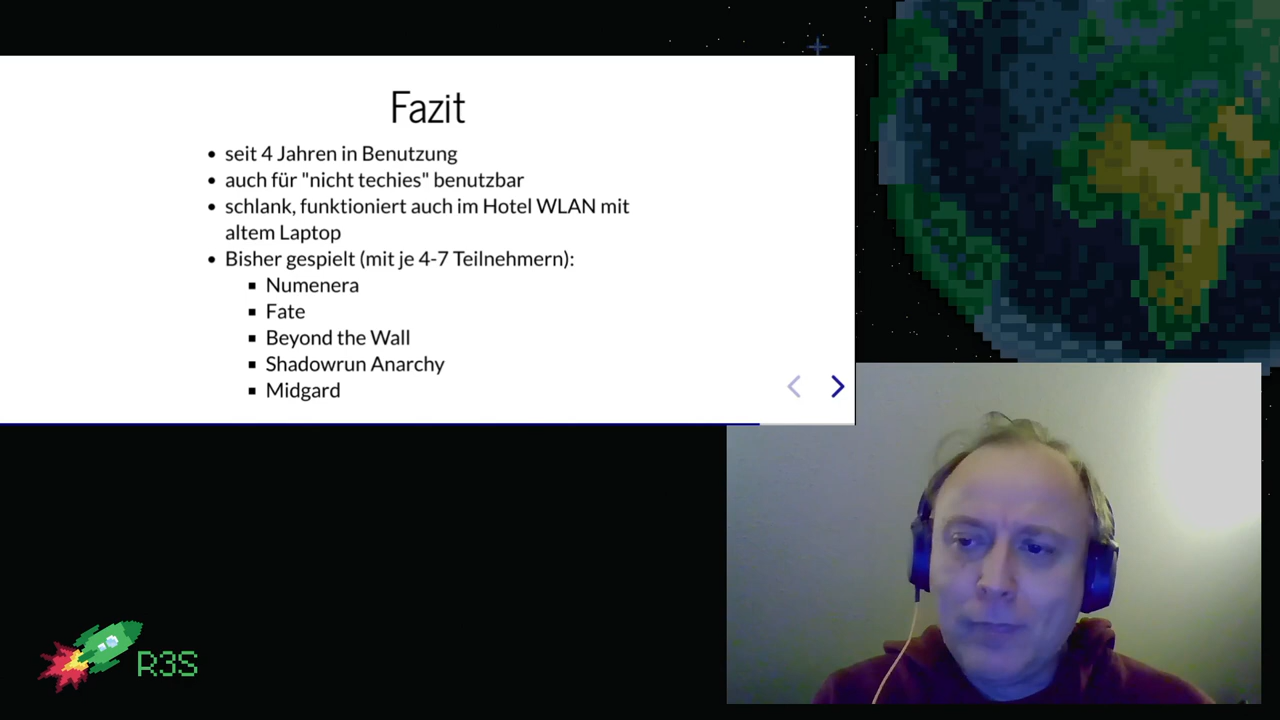 Fazit
• seit 4 Jahren in Benutzung
• auch für "nicht techies" benutzbar
• schlank, funktioniert auch im Hotel WLAN mit
altem Laptop
• Bisher gespielt (mit je 4-7 Teilnehmern):
▪ Numenera
▪ Fate
▪ Beyond the Wall
▪ Shadowrun Anarchy
▪ Midgard
R3S